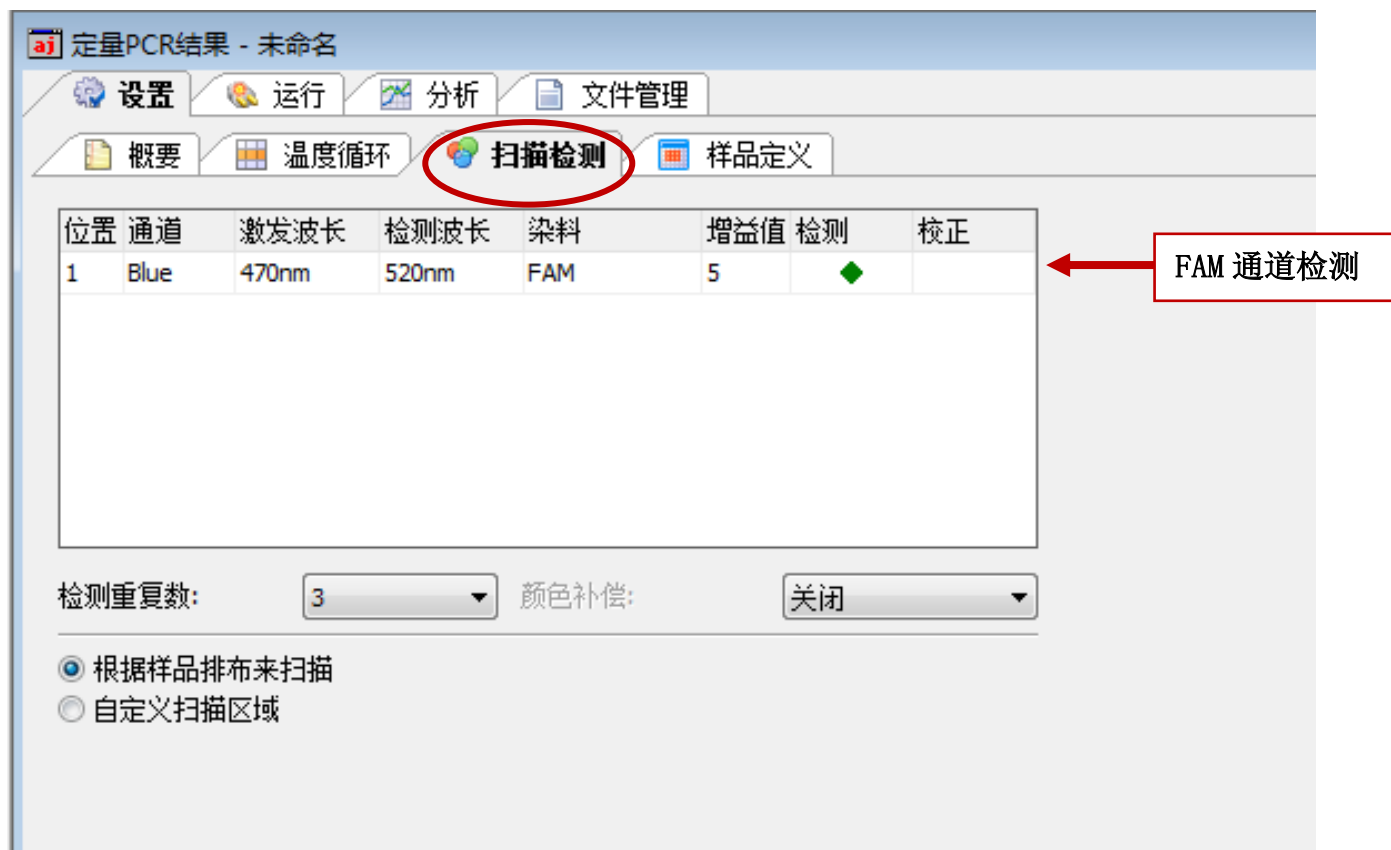 aj 定量PCR结果 - 未命名
设置 运行 分析 文件管理
概要 温度循环 扫描检测 样品定义
位置 通道 激发波长 检测波长 染料 增益值 检测 校正
1 Blue 470nm 520nm FAM 5
FAM 通道检测
检测重复数: 3 颜色补偿: 关闭
根据样品排布来扫描
自定义扫描区域